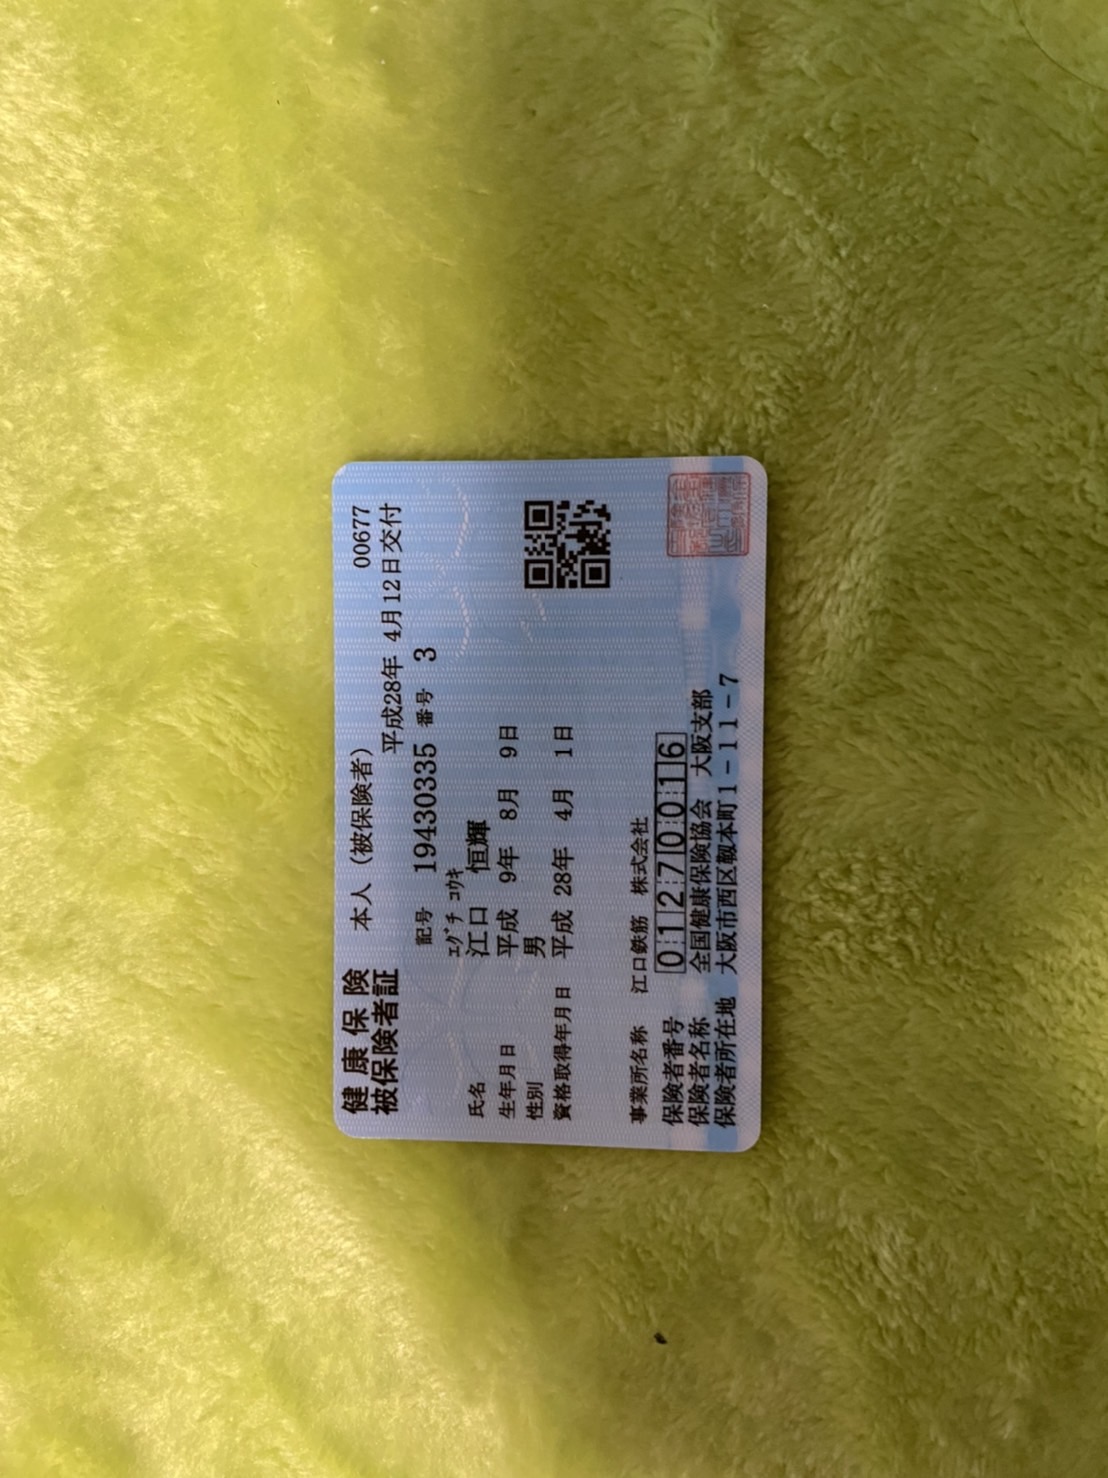 健康保険
被保険者証
本人（被保険者）
00677
平成28年 4月12日交付
記号 19430335 番号 3
ｴｸﾞﾁ ｺｳｷ
氏名 江口 恒輝
生年月日 平成 9年 8月 9日
性別 男
資格取得年月日 平成 28年 4月 1日
事業所名称 江口鉄筋 株式会社
保険者番号 01270016
保険者名称 全国健康保険協会 大阪支部
保険者所在地 大阪市西区靱本町1-11-7